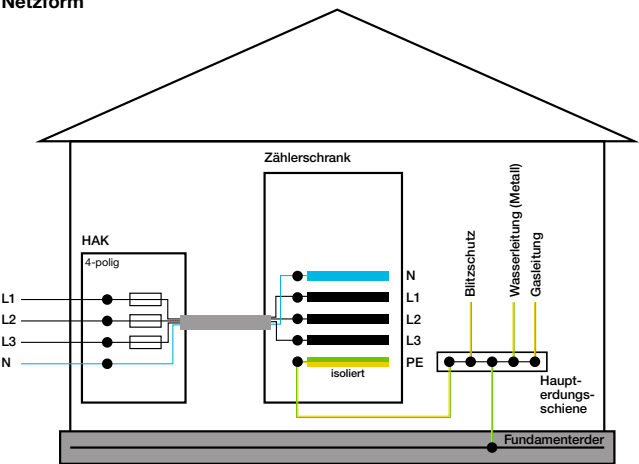 Netzform
Zählerschrank
HAK
4-polig
L1
L2
L3
N
N
L1
L2
L3
PE
isoliert
Blitzschutz
Wasserleitung (Metall)
Gasleitung
Haupt-
erdungs-
schiene
Fundamenterder